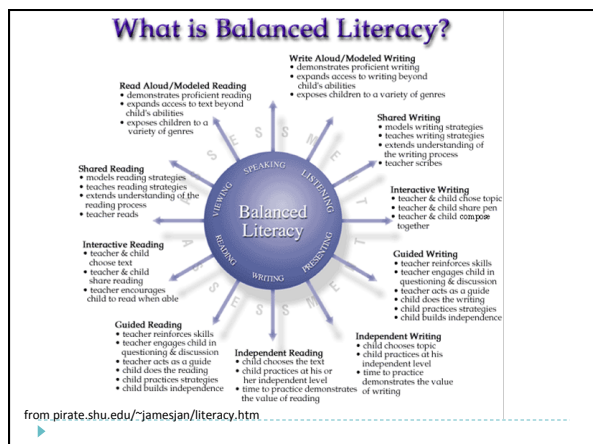 What is Balanced Literacy?
Write Aloud/Modeled Writing
• demonstrates proficient writing
• expands access to writing beyond
child's abilities
• exposes children to a variety of genres
Read Aloud/Modeled Reading
• demonstrates proficient reading
• expands access to text beyond
child's abilities
• exposes children to a
variety of genres
Shared Writing
• models writing strategies
• teaches writing strategies
• extends understanding of
the writing process
• teacher scribes
Shared Reading
• models reading strategies
• teaches reading strategies
• extends understanding of the
reading process
• teacher reads
Interactive Writing
• teacher & child chose topic
• teacher & child share pen
• teacher & child compose
together
Interactive Reading
• teacher & child
choose text
• teacher & child
share reading
• teacher encourages
child to read when able
Guided Writing
• teacher reinforces skills
• teacher engages child in
questioning & discussion
• teacher acts as a guide
• child does the writing
• child practices strategies
• child builds independence
Guided Reading
• teacher reinforces skills
• teacher engages child in
questioning & discussion
• teacher acts as a guide
• child does the reading
• child practices strategies
• child builds independence
Independent Reading
• child chooses the text
• child practices at his or
her independent level
• time to practice demonstrates
the value of reading
Independent Writing
• child chooses topic
• child practices at his
independent level
• time to practice
demonstrates the value
of writing
ASSESSMENT
ASSESSMENT
VIEWING
SPEAKING
LISTENING
PRESENTING
WRITING
READING
Balanced
Literacy
from pirate.shu.edu/~jamesjan/literacy.htm